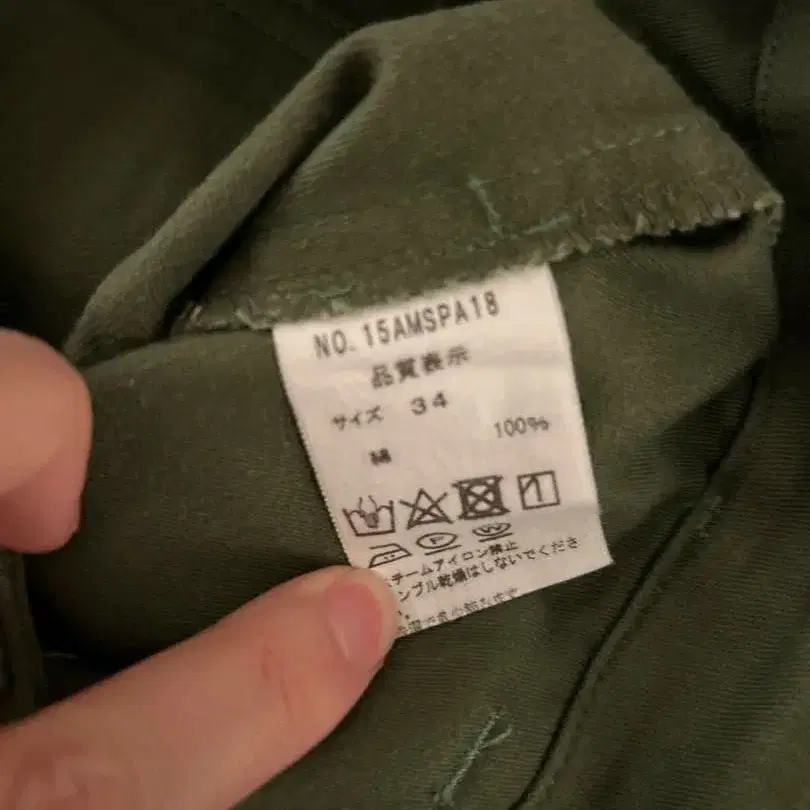 NO.15AMSPA18
品質表示
サイズ 34
綿 100%
P W
チームアイロン禁止
ンブル乾燥はしないでくださ